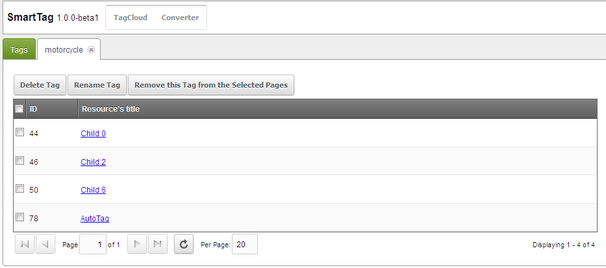 SmartTag 1.0.0-beta1 TagCloud Converter
Tags motorcycle
Delete Tag Rename Tag Remove this Tag from the Selected Pages
ID Resource's title
44 Child 0
46 Child 2
50 Child 6
78 AutoTag
Page 1 of 1 Per Page: 20 Displaying 1 - 4 of 4